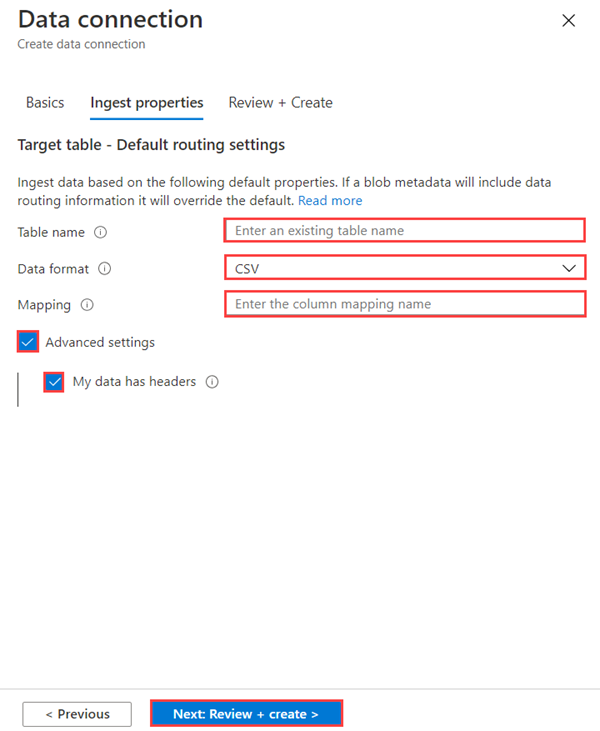 Data connection
Create data connection
Basics Ingest properties Review + Create
Target table - Default routing settings
Ingest data based on the following default properties. If a blob metadata will include data
routing information it will override the default. Read more
Table name Enter an existing table name
Data format CSV
Mapping Enter the column mapping name
Advanced settings
My data has headers
< Previous Next: Review + create >